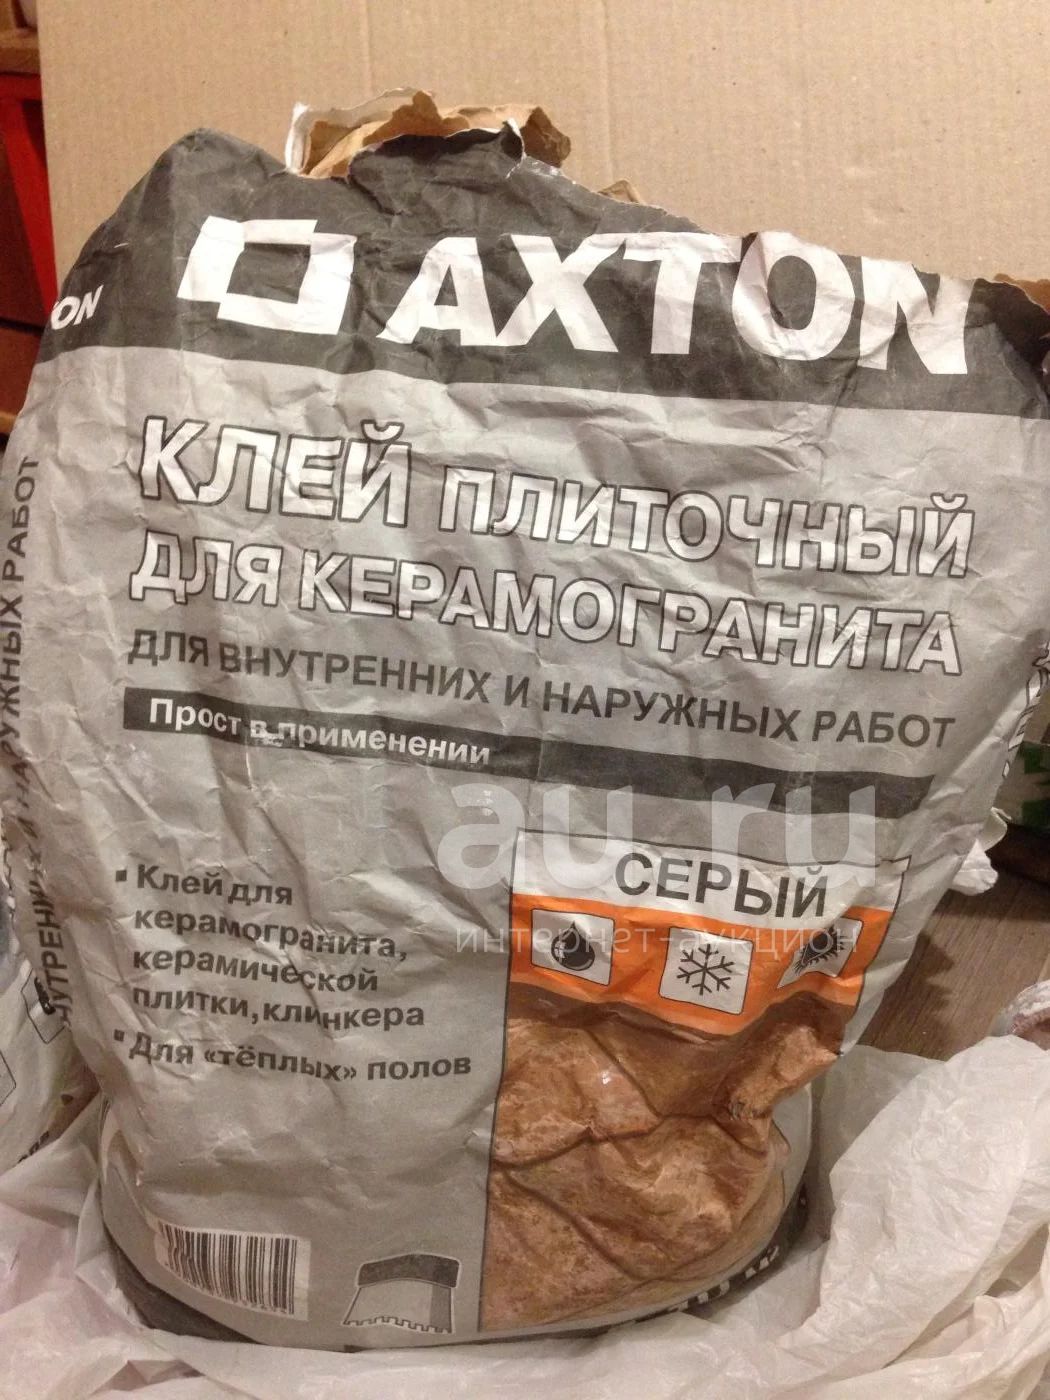 AXTON
ON
КЛЕЙ ПЛИТОЧНЫЙ
ДЛЯ КЕРАМОГРАНИТА
ДЛЯ ВНУТРЕННИХ И НАРУЖНЫХ РАБОТ
Прост в применении
au.ru
интернет-аукцион
СЕРЫЙ
▪ Клей для
керамогранита,
керамической
плитки, клинкера
▪ Для «тёплых» полов
ВНУТРЕННИХ И НАРУЖНЫХ РАБОТ